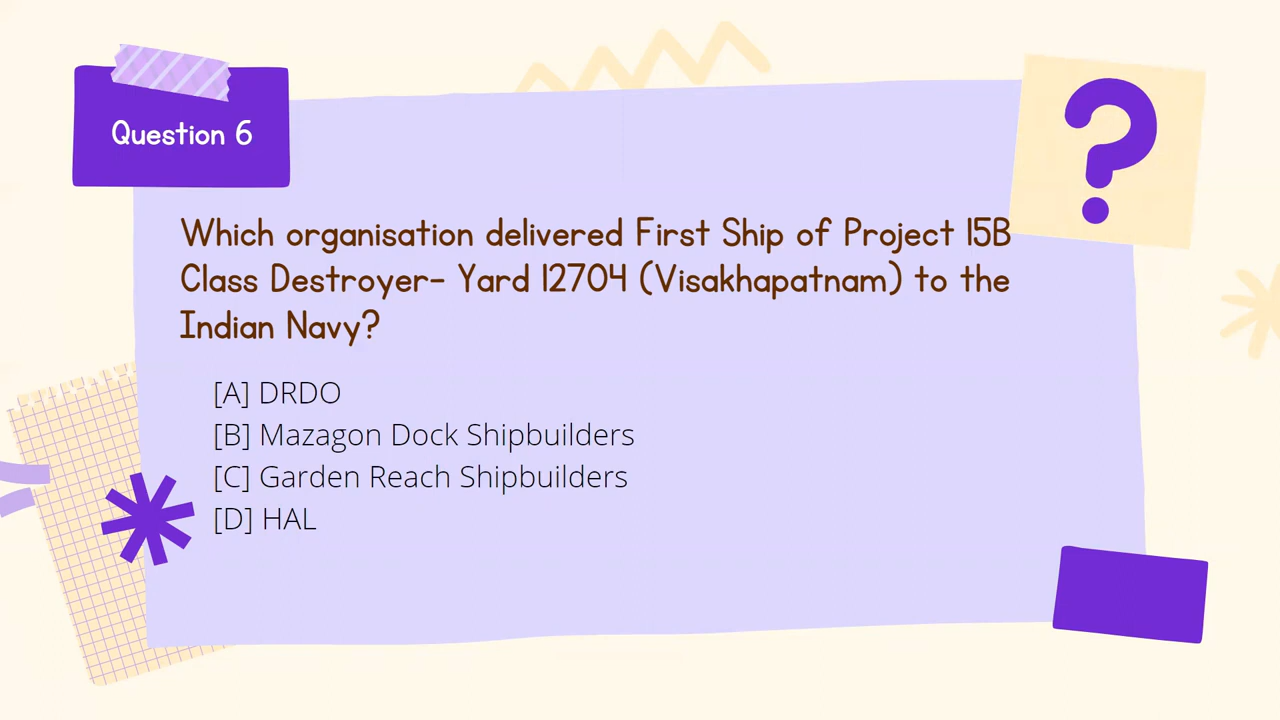 Question 6
Which organisation delivered First Ship of Project 15B
Class Destroyer- Yard 12704 (Visakhapatnam) to the
Indian Navy?
[A] DRDO
[B] Mazagon Dock Shipbuilders
[C] Garden Reach Shipbuilders
[D] HAL
?